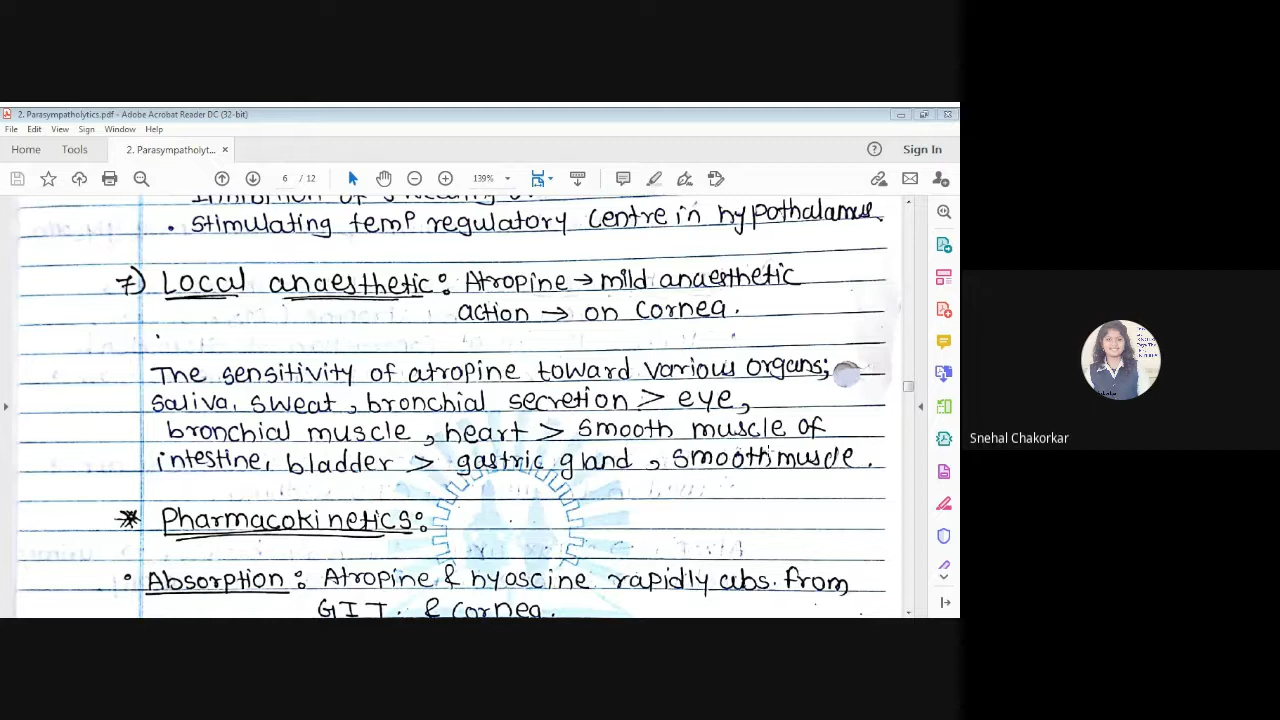 2. Parasympatholytics.pdf - Adobe Acrobat Reader DC (32-bit)
File Edit View Sign Window Help
Home Tools 2. Parasympatholyt... × Sign In
6 / 12 139%
Inhibition of sweating &
• Stimulating temp regulatory centre in hypothalamus.
7) Local anaesthetic: Atropine → mild anaesthetic
action → on cornea.
The sensitivity of atropine toward various organs;
saliva, sweat, bronchial secretion > eye,
bronchial muscle, heart > smooth muscle of
intestine, bladder > gastric gland, smooth muscle.
* Pharmacokinetics:
• Absorption: Atropine & hyoscine rapidly abs. from
GIT. & cornea.
Snehal Chakorkar